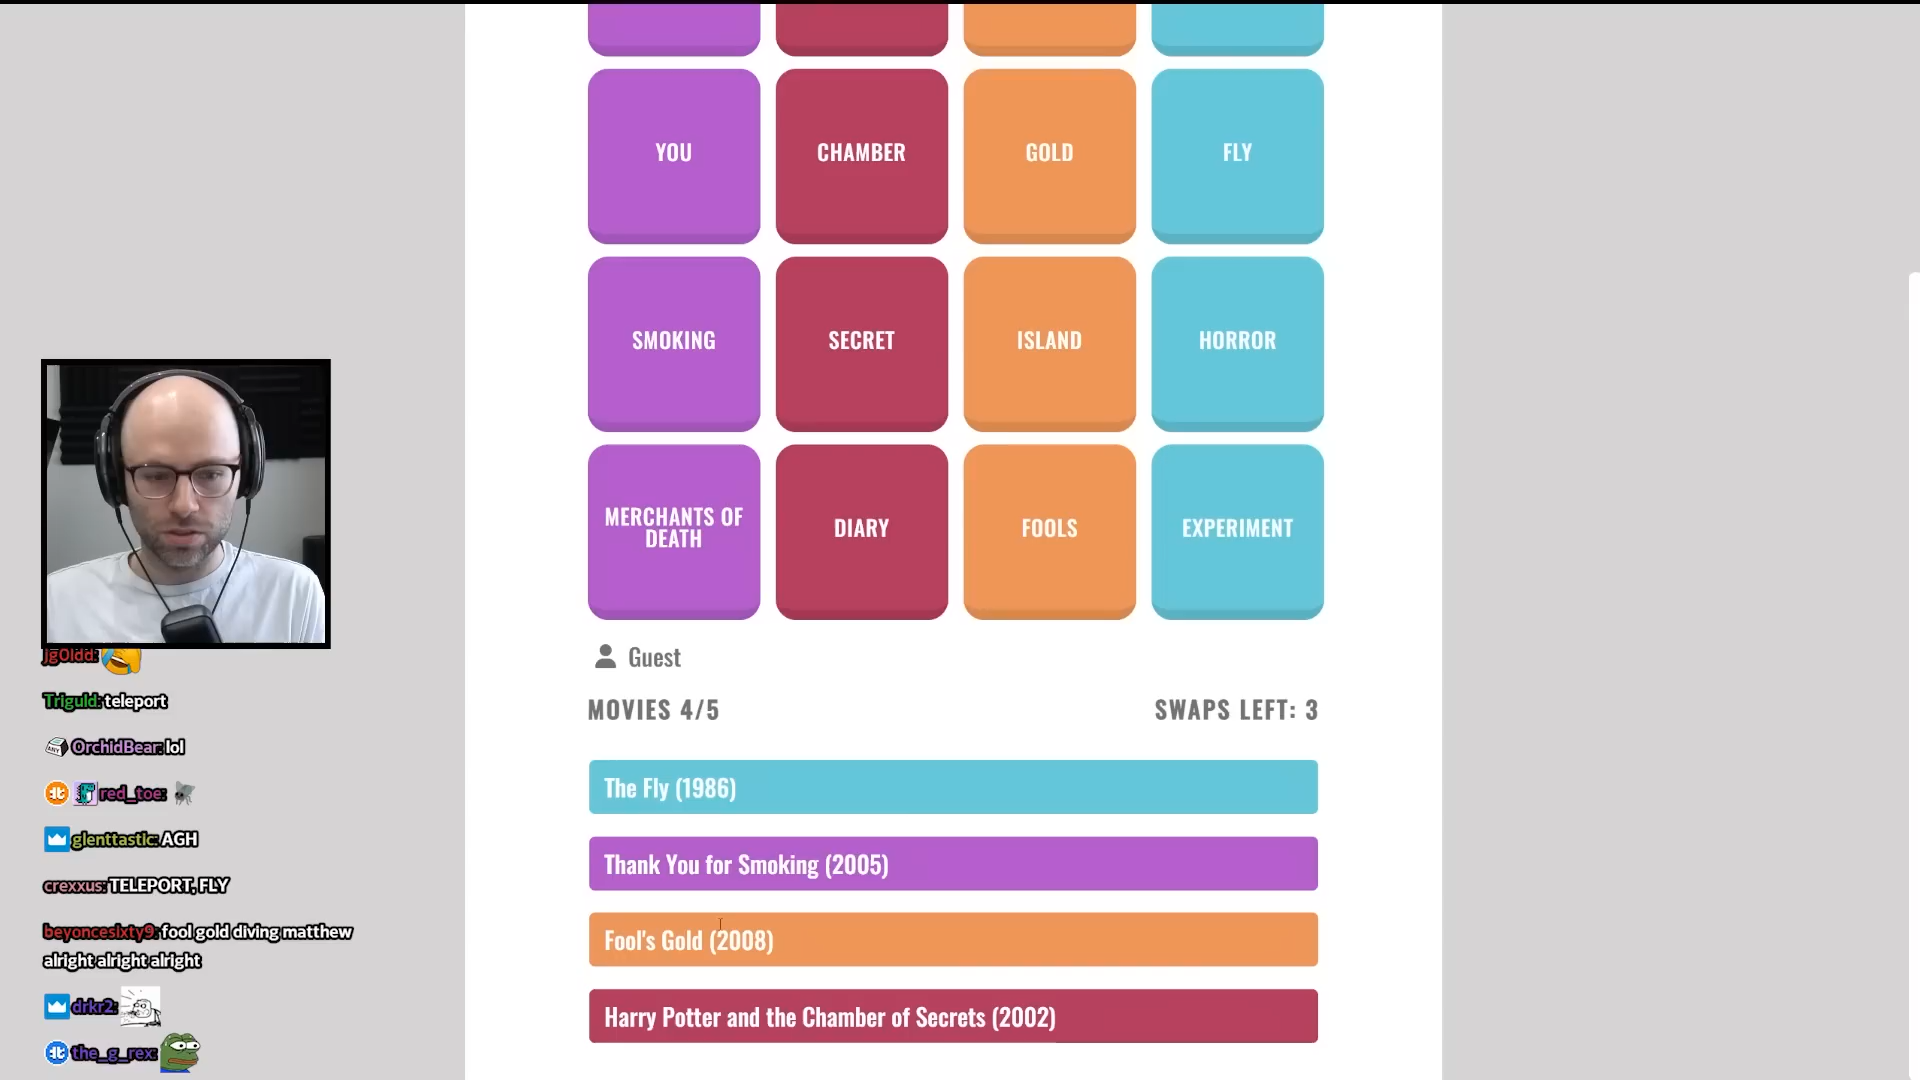 YOU CHAMBER GOLD FLY
SMOKING SECRET ISLAND HORROR
MERCHANTS OF
DEATH
DIARY FOOLS EXPERIMENT
Guest
MOVIES 4/5 SWAPS LEFT: 3
The Fly (1986)
Thank You for Smoking (2005)
Fool's Gold (2008)
Harry Potter and the Chamber of Secrets (2002)
jg0ldd:
Triguld: teleport
OrchidBear: lol
red_toe:
glenttastic: AGH
crexxus: TELEPORT, FLY
beyoncesixty9: fool gold diving matthew
alright alright alright
drkr2:
the_g_rex: